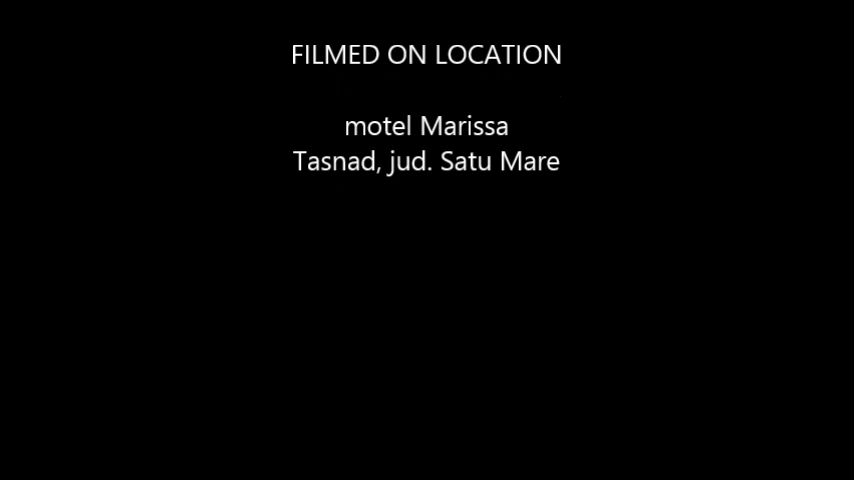 FILMED ON LOCATION
motel Marissa
Tasnad, jud. Satu Mare